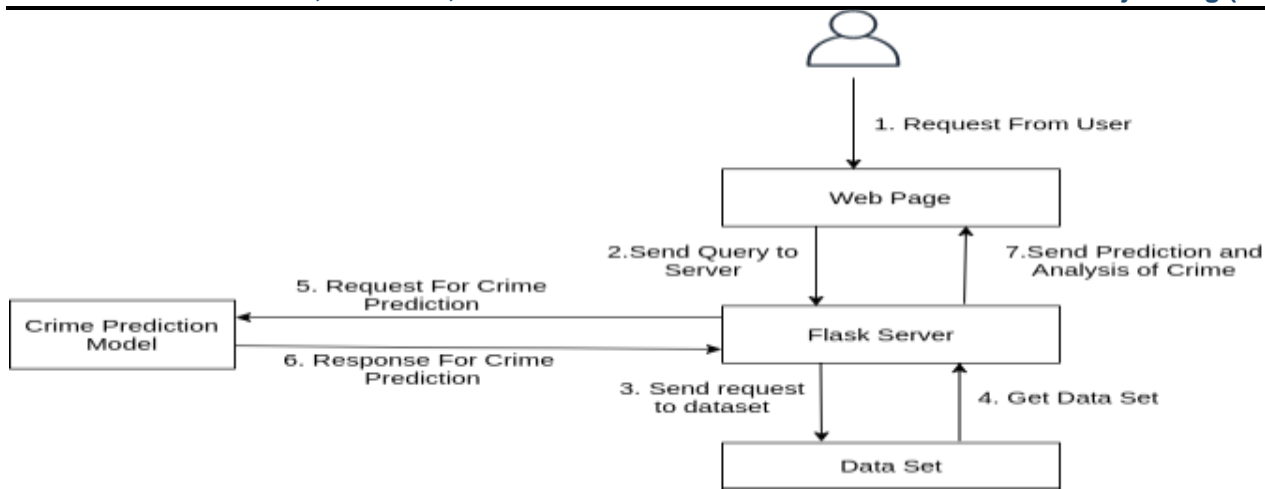 1. Request From User
Web Page
2.Send Query to
Server
7.Send Prediction and
Analysis of Crime
5. Request For Crime
Prediction
Crime Prediction
Model
Flask Server
6. Response For Crime
Prediction
3. Send request
to dataset
4. Get Data Set
Data Set